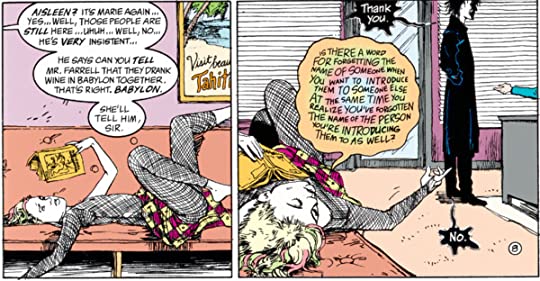 AISLEEN? IT'S MARIE AGAIN...
YES... WELL, THOSE PEOPLE ARE
STILL HERE ...UHUH... WELL, NO...
HE'S VERY INSISTENT...
HE SAYS CAN YOU TELL
MR. FARRELL THAT THEY DRANK
WINE IN BABYLON TOGETHER.
THAT'S RIGHT. BABYLON.
SHE'LL
TELL HIM,
SIR.
Visit beau
Tahiti
Thank
you.
IS THERE A WORD
FOR FORGETTING THE
NAME OF SOMEONE WHEN
YOU WANT TO INTRODUCE
THEM TO SOMEONE ELSE
AT THE SAME TIME YOU
REALIZE YOU'VE FORGOTTEN
THE NAME OF THE PERSON
YOU'RE INTRODUCING
THEM TO AS WELL?
No.